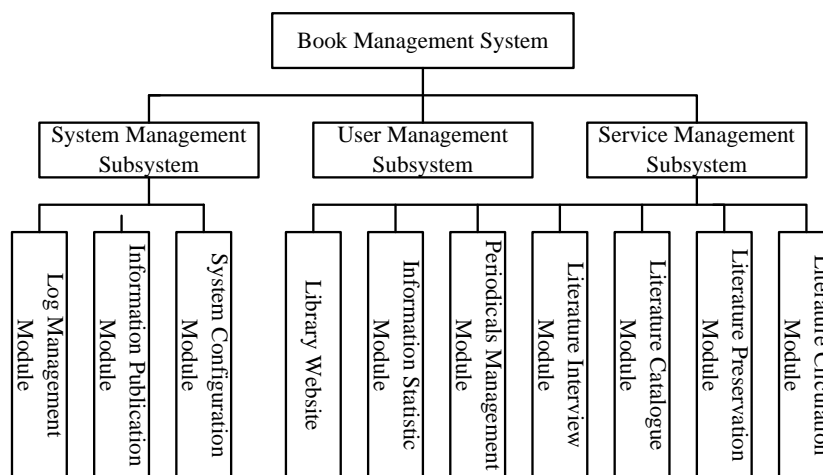 Book Management System
System Management
Subsystem
User Management
Subsystem
Service Management
Subsystem
Log Management
Module
Information Publication
Module
System Configuration
Module
Library Website
Information Statistic
Module
Periodicals Management
Module
Literature Interview
Module
Literature Catalogue
Module
Literature Preservation
Module
Literature Circulation
Module